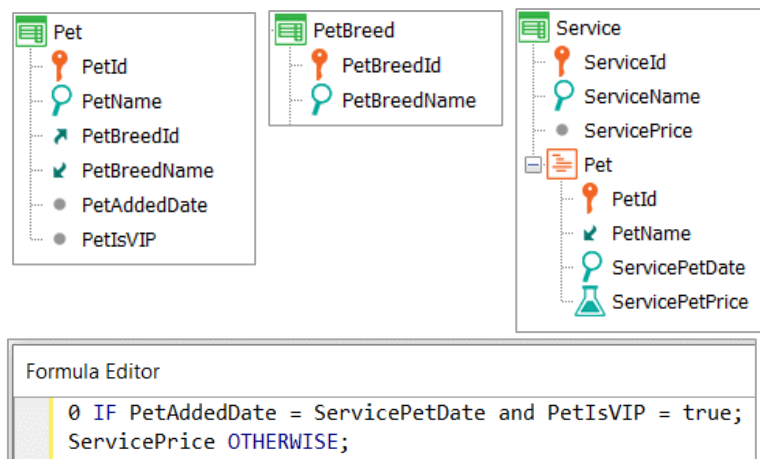 Pet
PetId
PetName
PetBreedId
PetBreedName
PetAddedDate
PetIsVIP
PetBreed
PetBreedId
PetBreedName
Service
ServiceId
ServiceName
ServicePrice
Pet
PetId
PetName
ServicePetDate
ServicePetPrice
Formula Editor
0 IF PetAddedDate = ServicePetDate and PetIsVIP = true;
ServicePrice OTHERWISE;